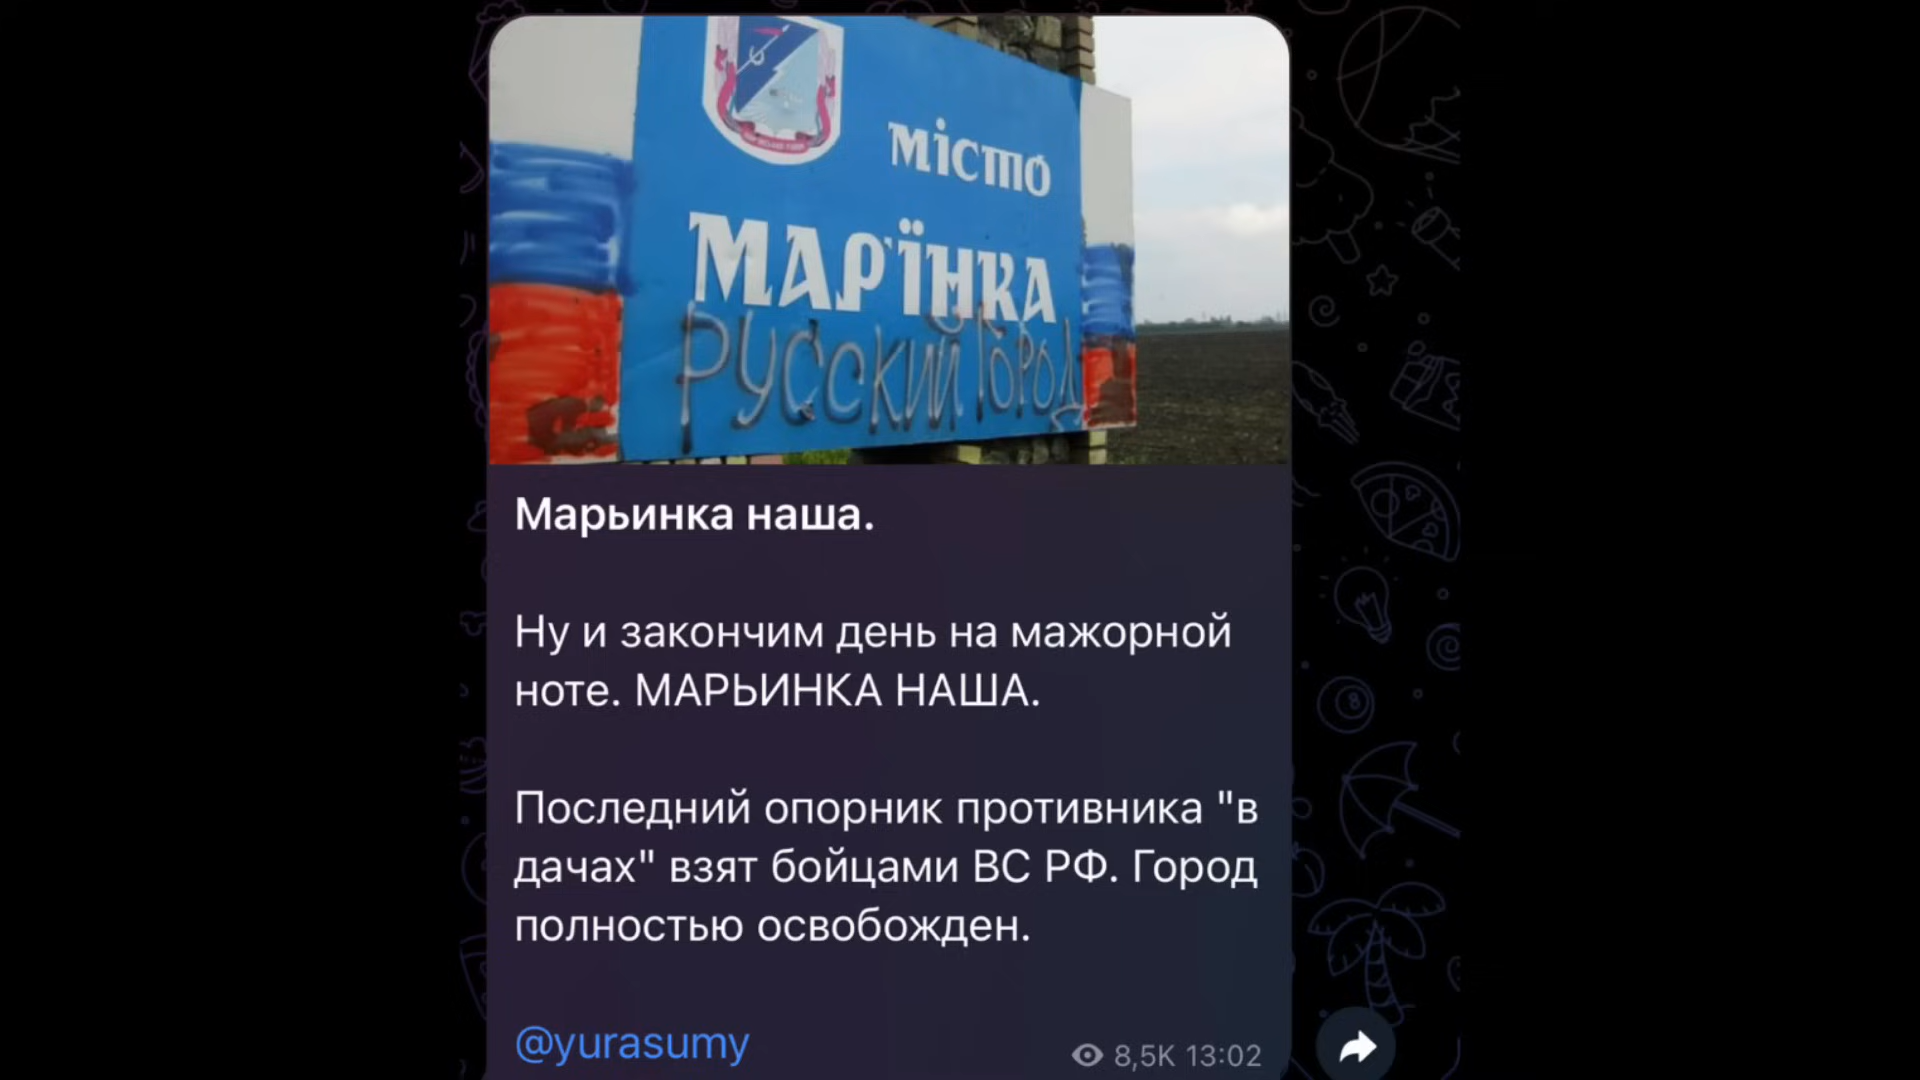 місто
МАР'ЇНКА
РУССКИЙ ГОРОД
Марьинка наша.
Ну и закончим день на мажорной
ноте. МАРЬИНКА НАША.
Последний опорник противника "в
дачах" взят бойцами ВС РФ. Город
полностью освобожден.
@yurasumy
8,5K 13:02